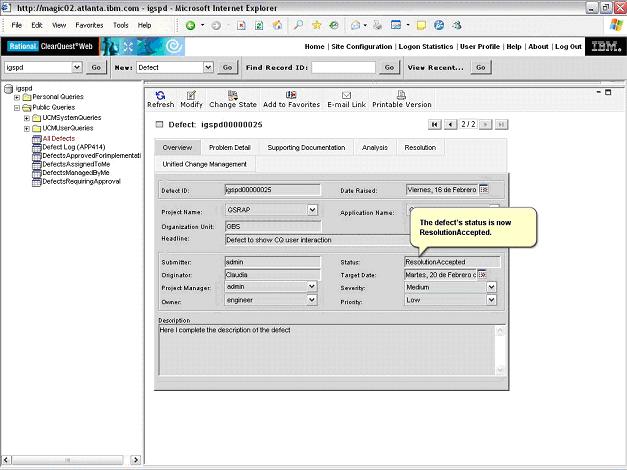 http://magic02.atlanta.ibm.com - igspd - Microsoft Internet Explorer
File Edit View Favorites Tools Help
Rational ClearQuest Web
Home | Site Configuration | Logon Statistics | User Profile | Help | About | Log Out
IBM.
igspd Go New: Defect Go Find Record ID: Go View Recent... Go
igspd
Personal Queries
Public Queries
UCMSystemQueries
UCMUserQueries
All Defects
Defect Log (APP414)
DefectsApprovedForImplementati
DefectsAssignedToMe
DefectsManagedByMe
DefectsRequiringApproval
Refresh Modify Change State Add to Favorites E-mail Link Printable Version
Defect: igspd00000025 2 / 2
Overview Problem Detail Supporting Documentation Analysis Resolution
Unified Change Management
Defect ID: igspd00000025 Date Raised: Viernes, 16 de Febrero
Project Name: GSRAP Application Name:
The defect's status is now
ResolutionAccepted.
Organization Unit: GBS
Headline: Defect to show CQ user interaction
Submitter: admin Status: ResolutionAccepted
Originator: Claudia Target Date: Martes, 20 de Febrero c
Project Manager: admin Severity: Medium
Owner: engineer Priority: Low
Description
Here I complete the description of the defect